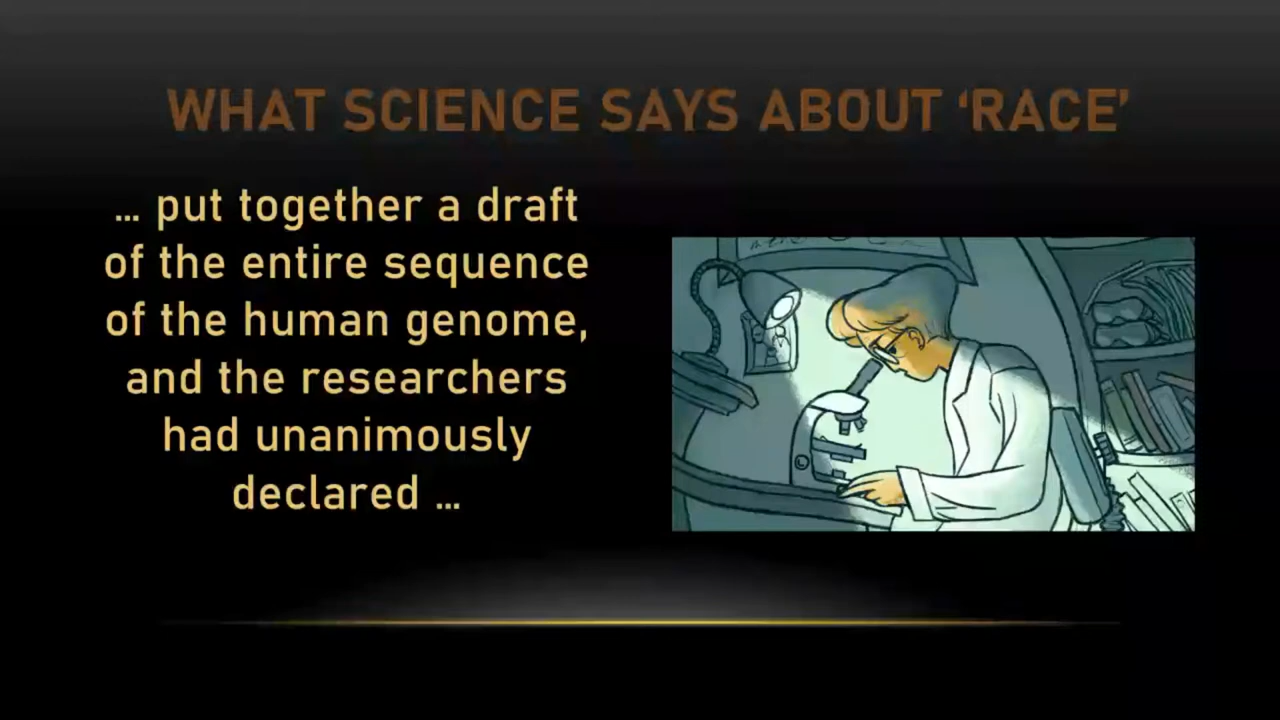 WHAT SCIENCE SAYS ABOUT ‘RACE’
... put together a draft
of the entire sequence
of the human genome,
and the researchers
had unanimously
declared ...